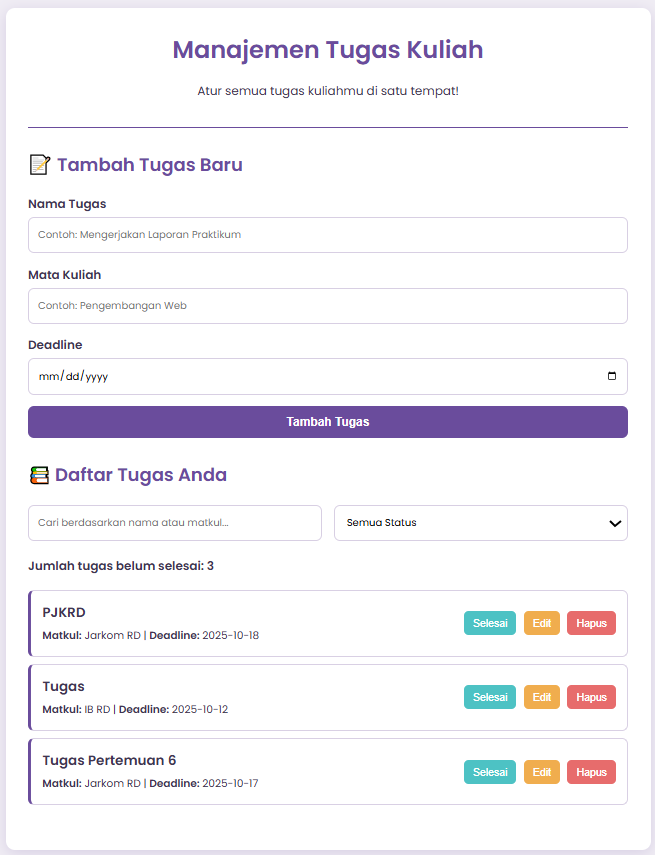 Manajemen Tugas Kuliah
Atur semua tugas kuliahmu di satu tempat!
Tambah Tugas Baru
Nama Tugas
Contoh: Mengerjakan Laporan Praktikum
Mata Kuliah
Contoh: Pengembangan Web
Deadline
mm/dd/yyyy
Tambah Tugas
Daftar Tugas Anda
Cari berdasarkan nama atau matkul... Semua Status
Jumlah tugas belum selesai: 3
PJKRD
Matkul: Jarkom RD | Deadline: 2025-10-18
Selesai Edit Hapus
Tugas
Matkul: IB RD | Deadline: 2025-10-12
Selesai Edit Hapus
Tugas Pertemuan 6
Matkul: Jarkom RD | Deadline: 2025-10-17
Selesai Edit Hapus